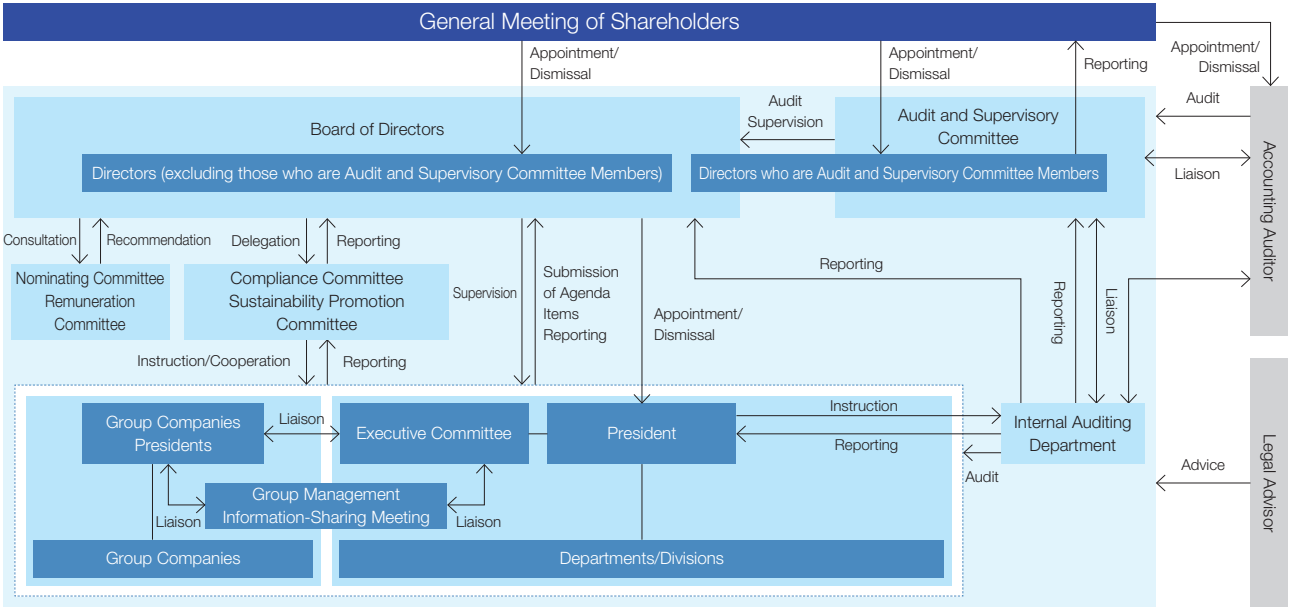 General Meeting of Shareholders
Appointment/
Dismissal
Appointment/
Dismissal
Reporting
Appointment/
Dismissal
Board of Directors
Audit
Supervision
Audit and Supervisory
Committee
Audit
Directors (excluding those who are Audit and Supervisory Committee Members)
Directors who are Audit and Supervisory Committee Members
Liaison
Accounting Auditor
Consultation
Recommendation
Delegation
Reporting
Nominating Committee
Remuneration
Committee
Compliance Committee
Sustainability Promotion
Committee
Supervision
Submission
of Agenda
Items
Reporting
Appointment/
Dismissal
Reporting
Reporting
Liaison
Instruction/Cooperation
Reporting
Group Companies
Presidents
Liaison
Executive Committee
President
Instruction
Reporting
Audit
Internal Auditing
Department
Advice
Legal Advisor
Group Management
Information-Sharing Meeting
Liaison
Liaison
Group Companies
Departments/Divisions